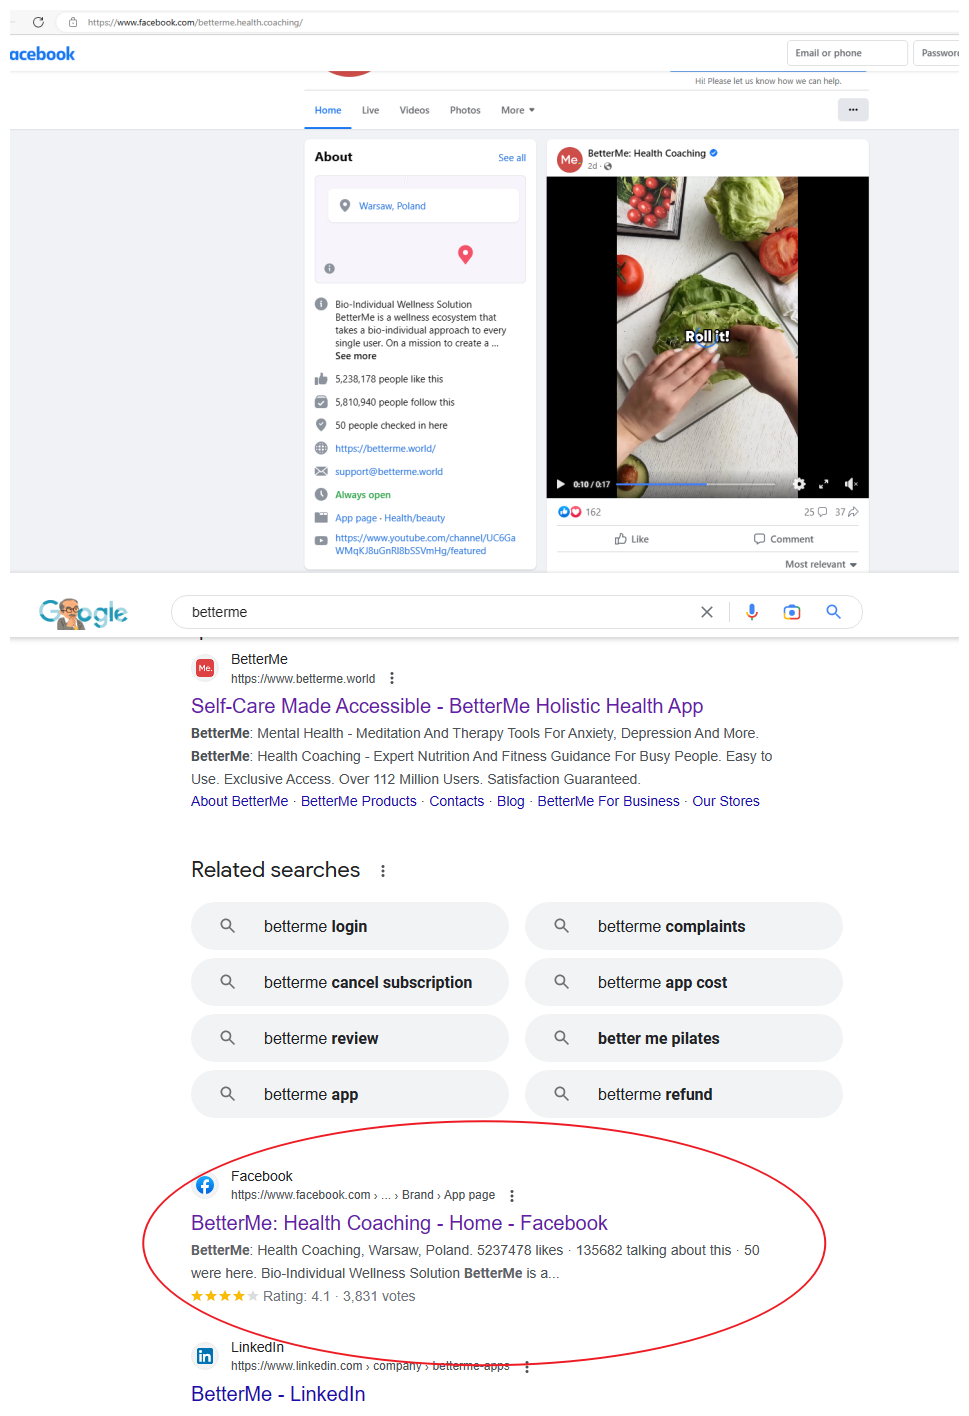 https://www.facebook.com/betterme.health.coaching/
acebook
Email or phone
Passwor
Hi! Please let us know how we can help.
Home Live Videos Photos More
About See all
Warsaw, Poland
Bio-Individual Wellness Solution
BetterMe is a wellness ecosystem that
takes a bio-individual approach to every
single user. On a mission to create a ...
See more
5,238,178 people like this
5,810,940 people follow this
50 people checked in here
https://betterme.world/
support@betterme.world
Always open
App page · Health/beauty
https://www.youtube.com/channel/UC6Ga
WMqKJ8uGnRl8bSSVmHg/featured
Me.
BetterMe: Health Coaching
2d ·
Roll it!
0:10 / 0:17
162 25 37
Like Comment
Most relevant
Google betterme
Me.
BetterMe
https://www.betterme.world
Self-Care Made Accessible - BetterMe Holistic Health App
BetterMe: Mental Health - Meditation And Therapy Tools For Anxiety, Depression And More.
BetterMe: Health Coaching - Expert Nutrition And Fitness Guidance For Busy People. Easy to
Use. Exclusive Access. Over 112 Million Users. Satisfaction Guaranteed.
About BetterMe · BetterMe Products · Contacts · Blog · BetterMe For Business · Our Stores
Related searches
betterme login
betterme complaints
betterme cancel subscription
betterme app cost
betterme review
better me pilates
betterme app
betterme refund
Facebook
https://www.facebook.com › ... › Brand › App page
BetterMe: Health Coaching - Home - Facebook
BetterMe: Health Coaching, Warsaw, Poland. 5237478 likes · 135682 talking about this · 50
were here. Bio-Individual Wellness Solution BetterMe is a...
Rating: 4.1 · 3,831 votes
LinkedIn
https://www.linkedin.com › company › betterme-apps
BetterMe - LinkedIn